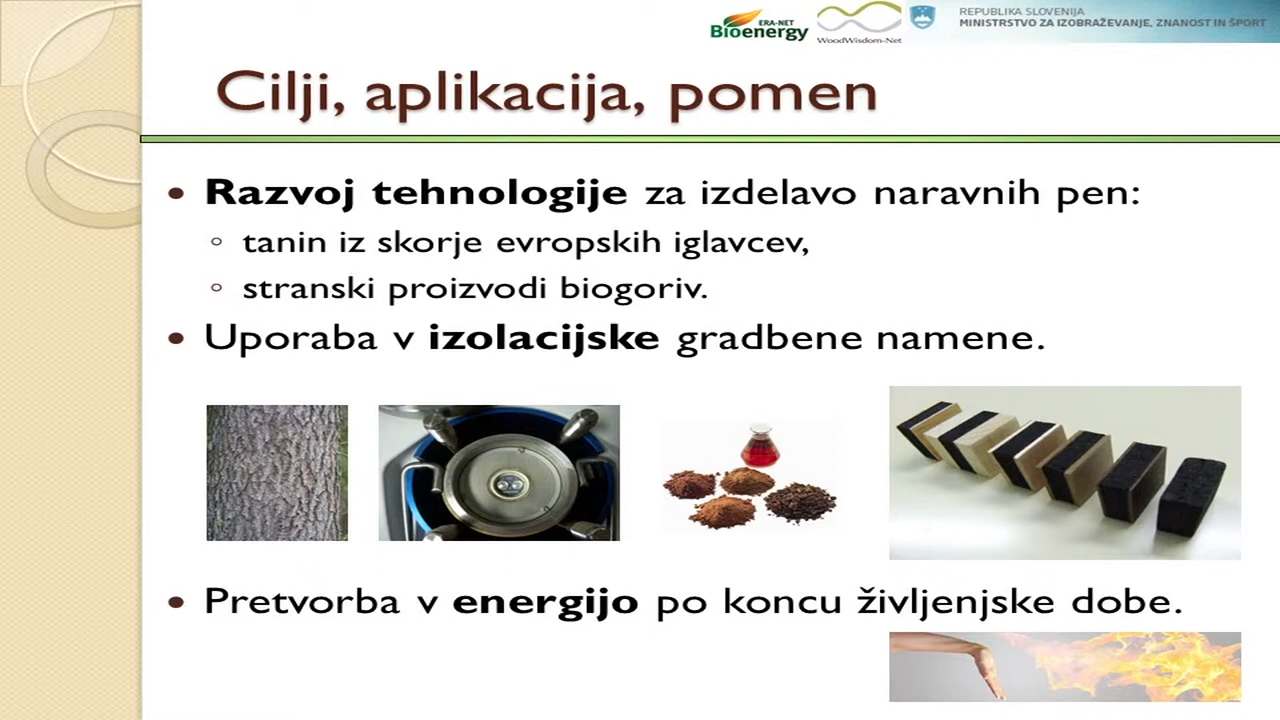 ERA-NET
Bioenergy
WoodWisdom-Net
REPUBLIKA SLOVENIJA
MINISTRSTVO ZA IZOBRAŽEVANJE, ZNANOST IN ŠPORT
Cilji, aplikacija, pomen
• Razvoj tehnologije za izdelavo naravnih pen:
◦ tanin iz skorje evropskih iglavcev,
◦ stranski proizvodi biogoriv.
• Uporaba v izolacijske gradbene namene.
• Pretvorba v energijo po koncu življenjske dobe.